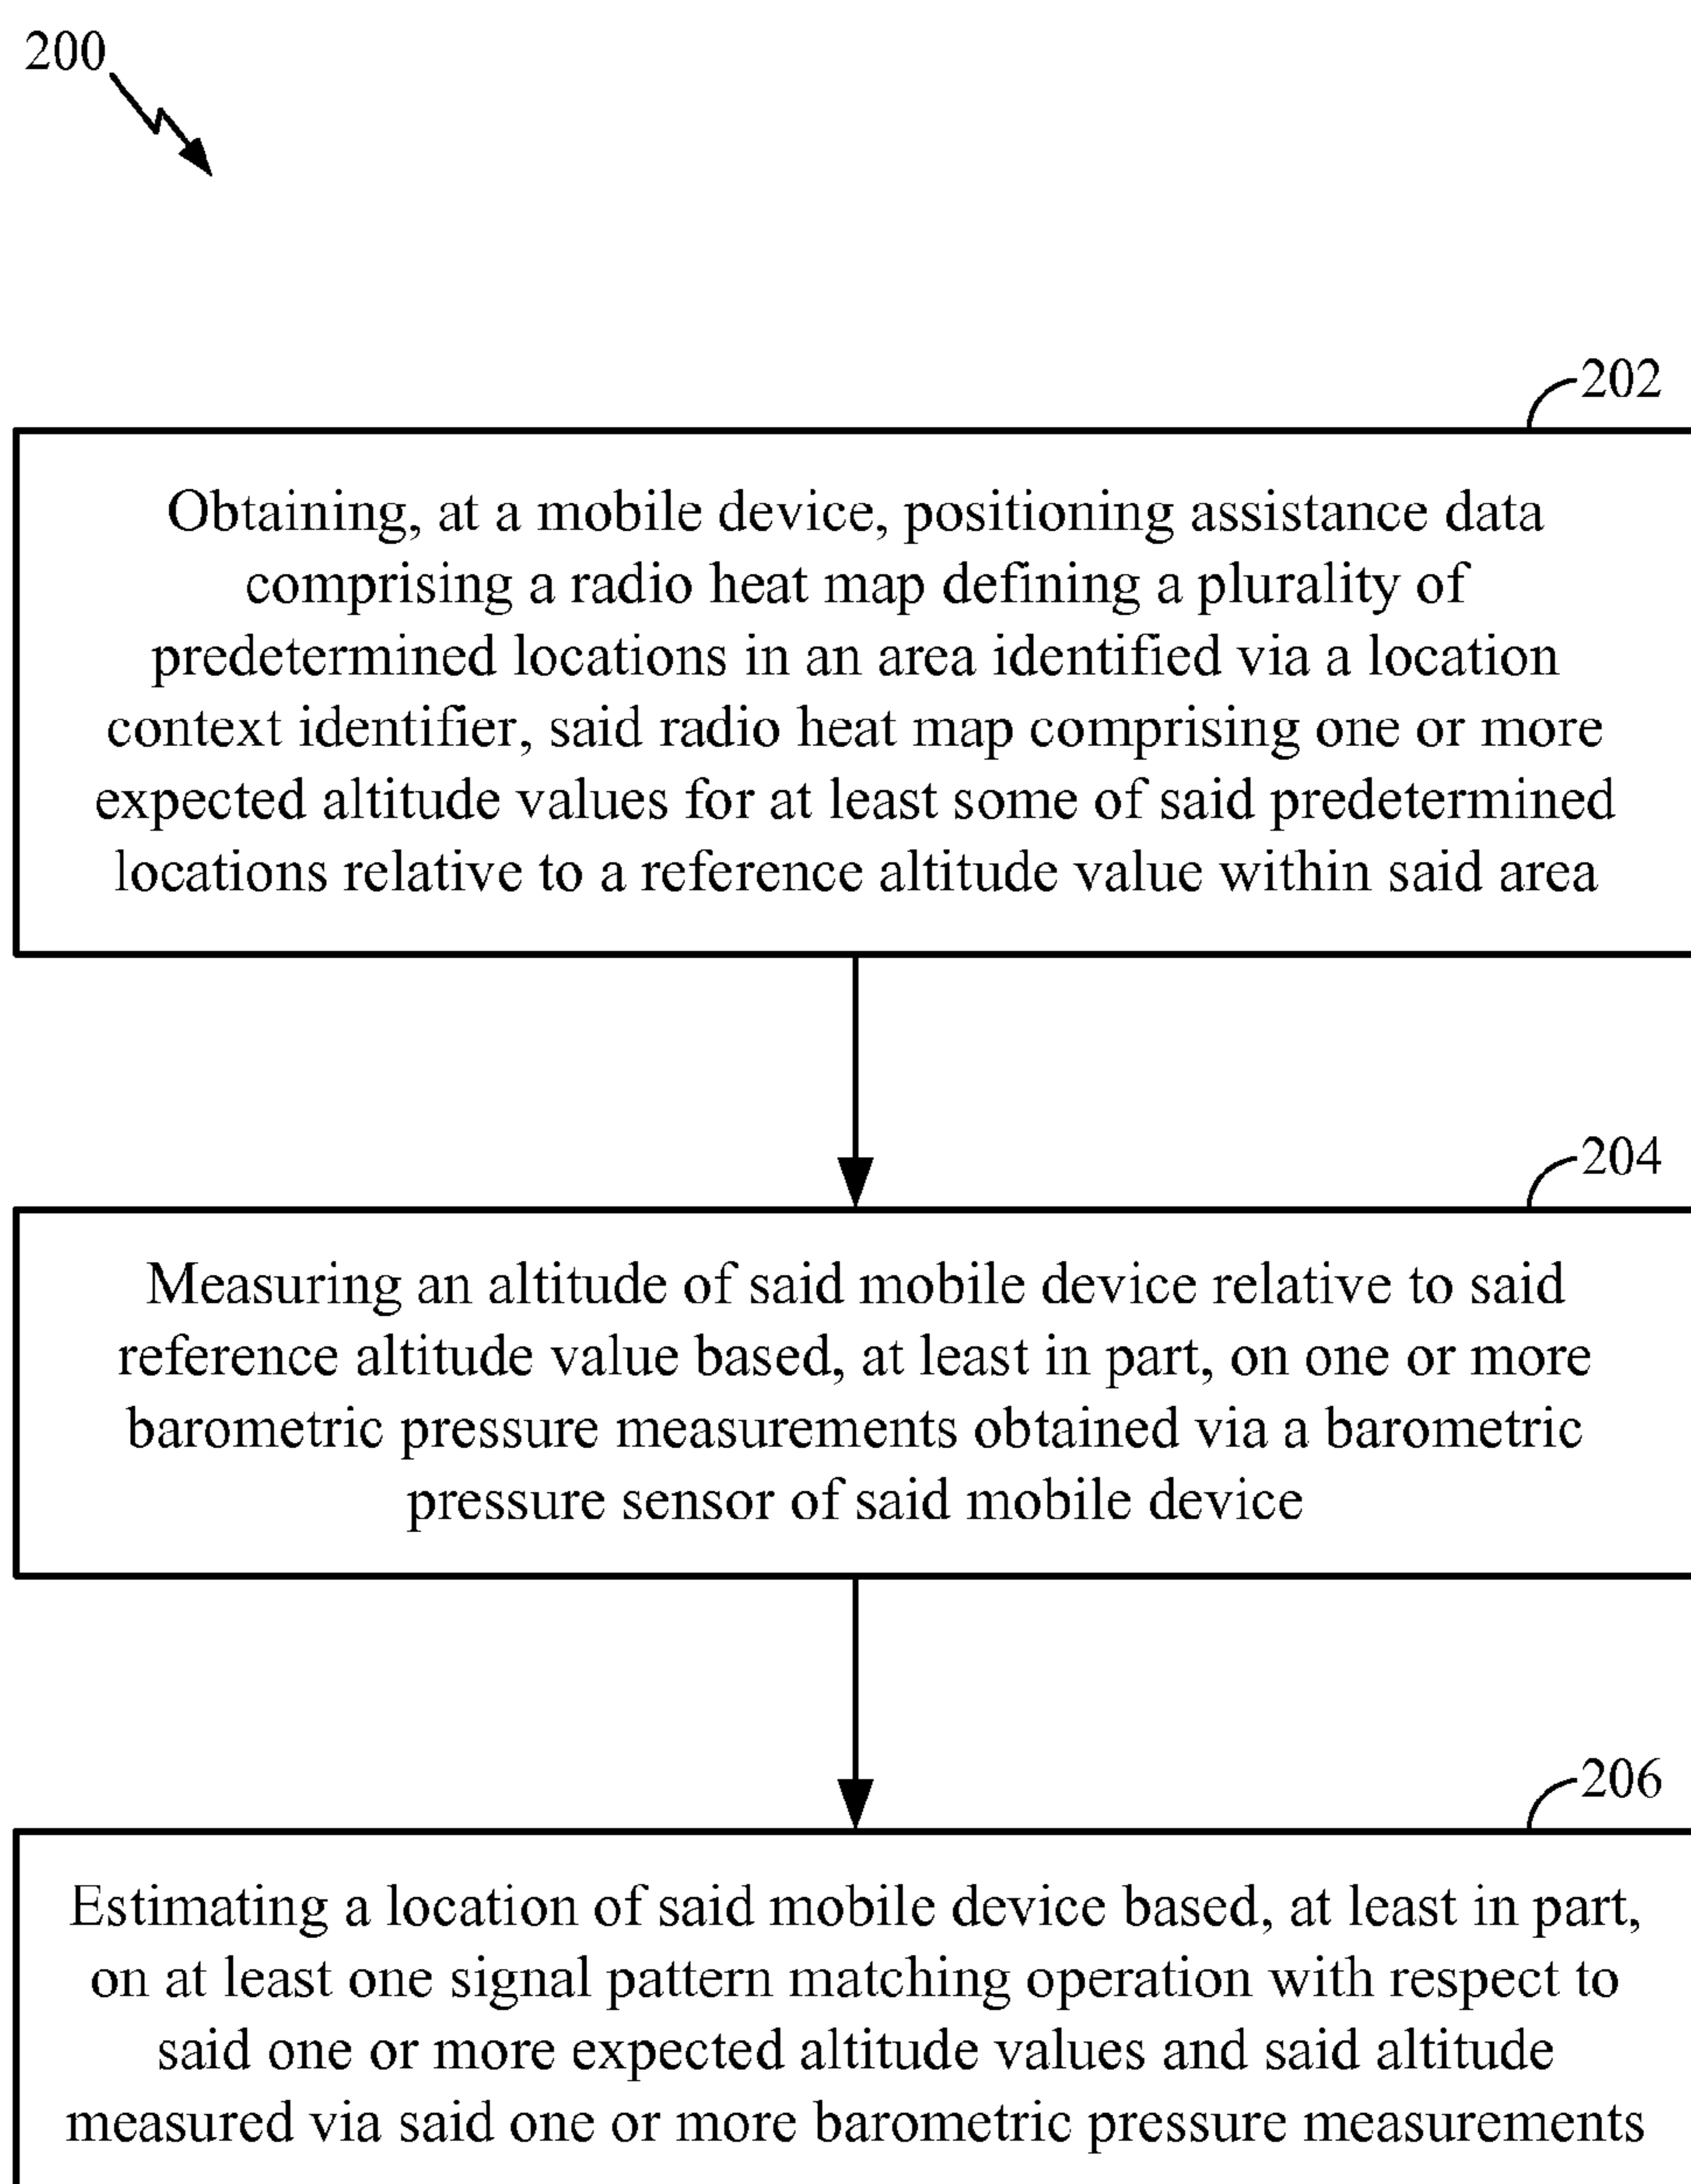 200
202
Obtaining, at a mobile device, positioning assistance data
comprising a radio heat map defining a plurality of
predetermined locations in an area identified via a location
context identifier, said radio heat map comprising one or more
expected altitude values for at least some of said predetermined
locations relative to a reference altitude value within said area
204
Measuring an altitude of said mobile device relative to said
reference altitude value based, at least in part, on one or more
barometric pressure measurements obtained via a barometric
pressure sensor of said mobile device
206
Estimating a location of said mobile device based, at least in part,
on at least one signal pattern matching operation with respect to
said one or more expected altitude values and said altitude
measured via said one or more barometric pressure measurements